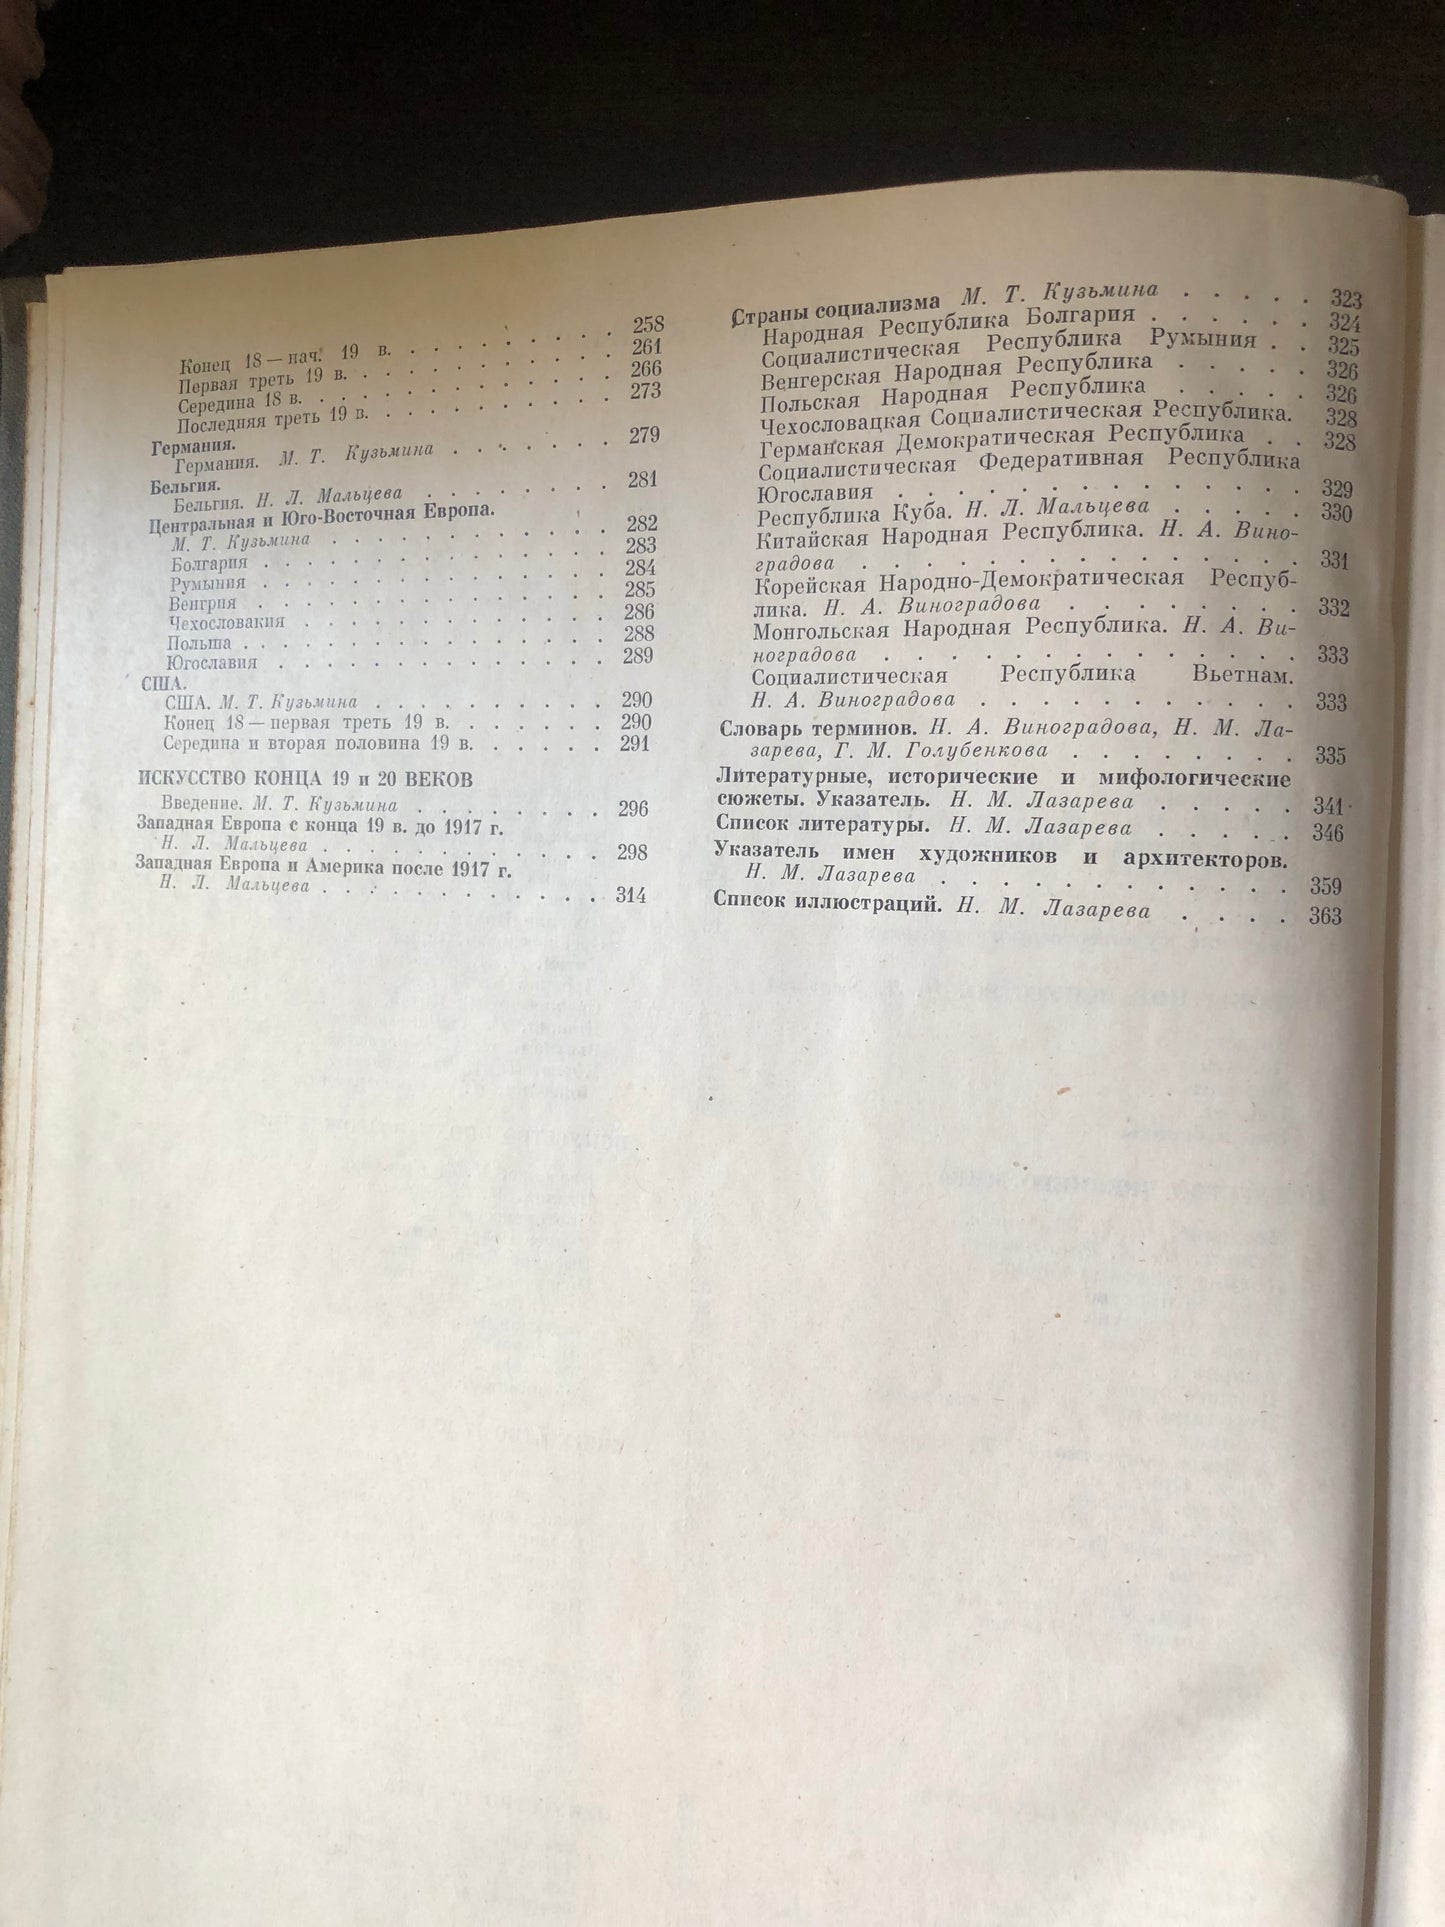 Конец 18 — нач. 19 в. . . . . . . . . . 258
Первая треть 19 в. . . . . . . . . . . . 261
Середина 18 в. . . . . . . . . . . . . . 266
Последняя треть 19 в. . . . . . . . . . . 273
Германия.
Германия. М. Т. Кузьмина . . . . . . . . 279
Бельгия.
Бельгия. Н. Л. Мальцева . . . . . . . . 281
Центральная и Юго-Восточная Европа.
М. Т. Кузьмина . . . . . . . . . . . . 282
Болгария . . . . . . . . . . . . . . . 283
Румыния . . . . . . . . . . . . . . . 284
Венгрия . . . . . . . . . . . . . . . 285
Чехословакия . . . . . . . . . . . . . 286
Польша . . . . . . . . . . . . . . . . 288
Югославия . . . . . . . . . . . . . . 289
США.
США. М. Т. Кузьмина . . . . . . . . . . 290
Конец 18 — первая треть 19 в. . . . . . . 290
Середина и вторая половина 19 в. . . . . . 291
ИСКУССТВО КОНЦА 19 и 20 ВЕКОВ
Введение. М. Т. Кузьмина . . . . . . . . 296
Западная Европа с конца 19 в. до 1917 г.
Н. Л. Мальцева . . . . . . . . . . . . 298
Западная Европа и Америка после 1917 г.
Н. Л. Мальцева . . . . . . . . . . . . 314
Страны социализма М. Т. Кузьмина . . . . . 323
Народная Республика Болгария . . . . . . 324
Социалистическая Республика Румыния . . 325
Венгерская Народная Республика . . . . . 326
Польская Народная Республика . . . . . 326
Чехословацкая Социалистическая Республика. 328
Германская Демократическая Республика . . 328
Социалистическая Федеративная Республика
Югославия . . . . . . . . . . . . . 329
Республика Куба. Н. Л. Мальцева . . . . . 330
Китайская Народная Республика. Н. А. Вино-
градова . . . . . . . . . . . . . . 331
Корейская Народно-Демократическая Респуб-
лика. Н. А. Виноградова . . . . . . . . 332
Монгольская Народная Республика. Н. А. Ви-
ноградова . . . . . . . . . . . . . 333
Социалистическая Республика Вьетнам.
Н. А. Виноградова . . . . . . . . . . . 333
Словарь терминов. Н. А. Виноградова, Н. М. Ла-
зарева, Г. М. Голубенкова . . . . . . . . 335
Литературные, исторические и мифологические
сюжеты. Указатель. Н. М. Лазарева . . . . . 341
Список литературы. Н. М. Лазарева . . . . . 346
Указатель имен художников и архитекторов.
Н. М. Лазарева . . . . . . . . . . . . 359
Список иллюстраций. Н. М. Лазарева . . . . 363